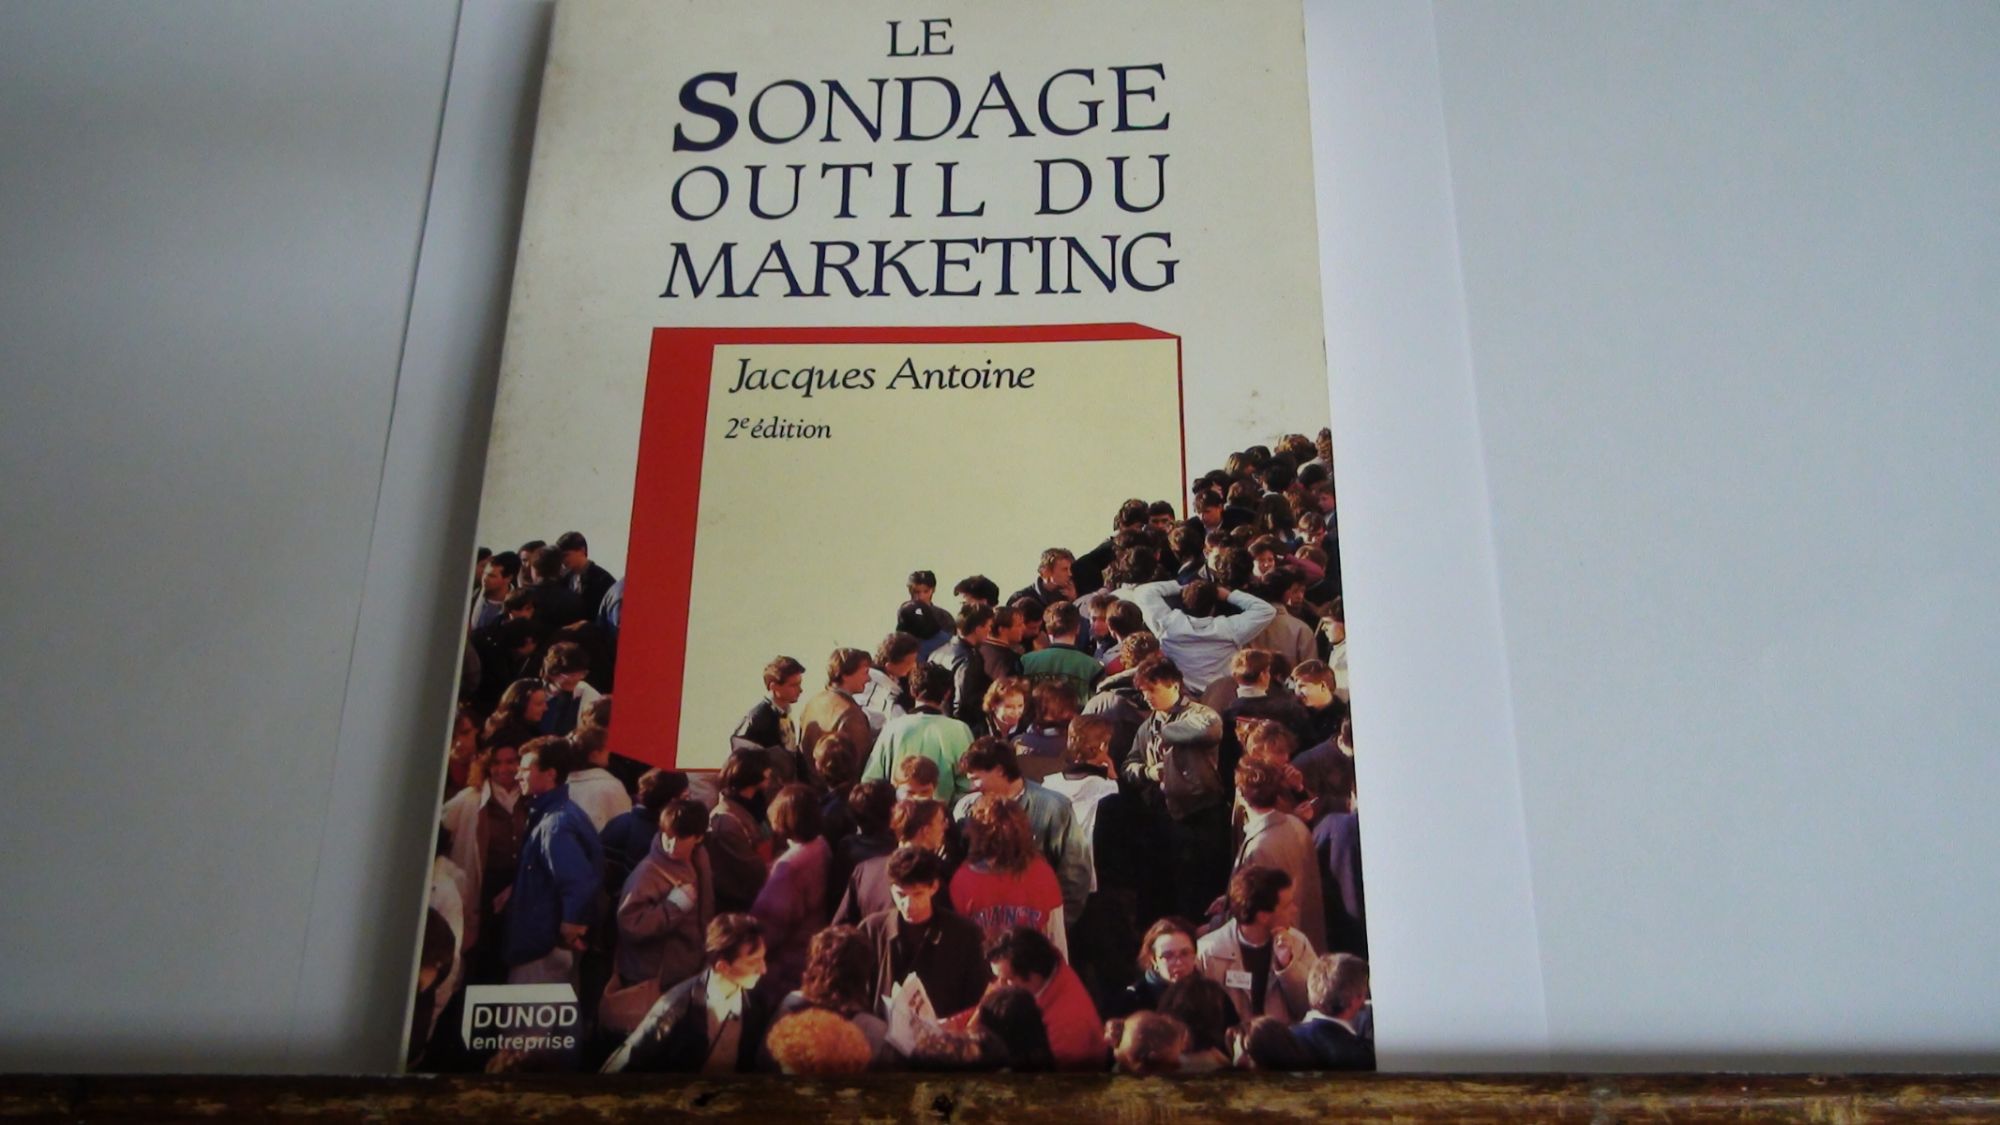 LE
SONDAGE
OUTIL DU
MARKETING
Jacques Antoine
2e édition
DUNOD
entreprise